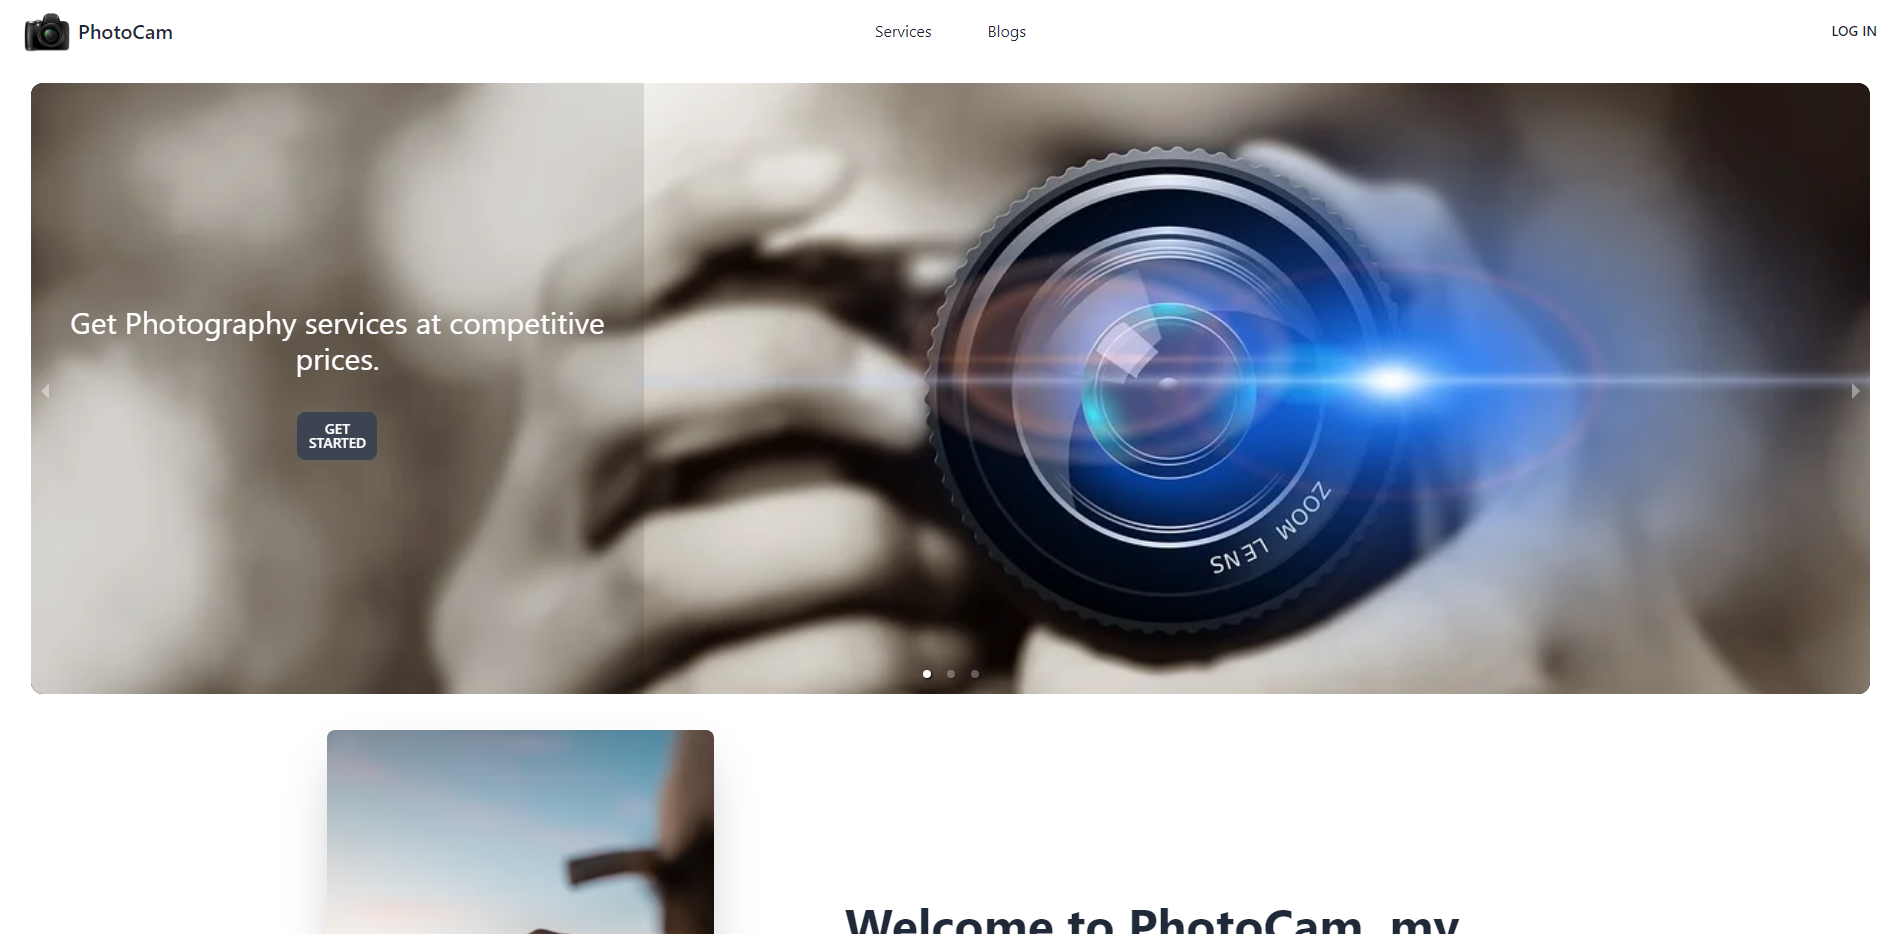 PhotoCam
Services
Blogs
LOG IN
Get Photography services at competitive
prices.
GET
STARTED
ZOOM LENS
Welcome to PhotoCam, my